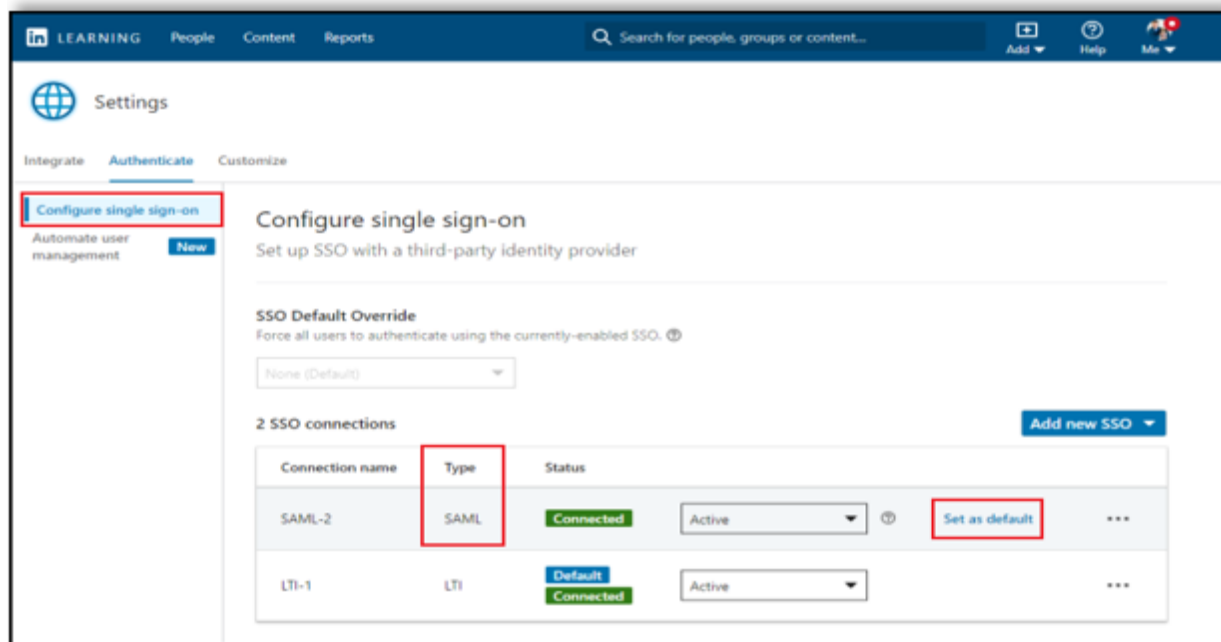 in LEARNING People Content Reports Search for people, groups or content... Add Help Me
Settings
Integrate Authenticate Customize
Configure single sign-on
Automate user management New
Configure single sign-on
Set up SSO with a third-party identity provider
SSO Default Override
Force all users to authenticate using the currently-enabled SSO.
None (Default)
2 SSO connections Add new SSO
Connection name Type Status
SAML-2 SAML Connected Active Set as default
LTI-1 LTI Default Connected Active